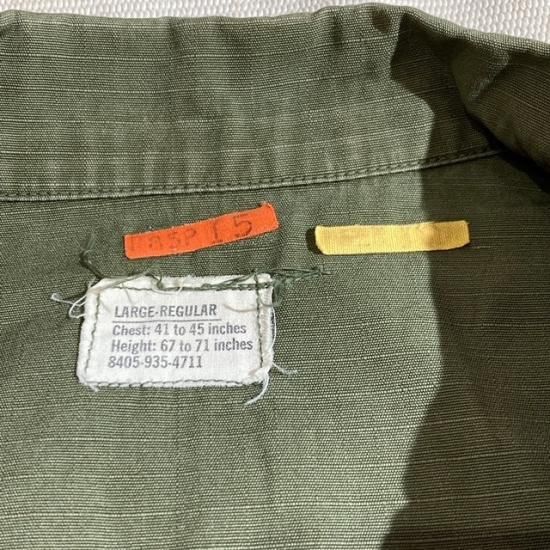 LARGE-REGULAR
Chest: 41 to 45 inches
Height: 67 to 71 inches
8405-935-4711